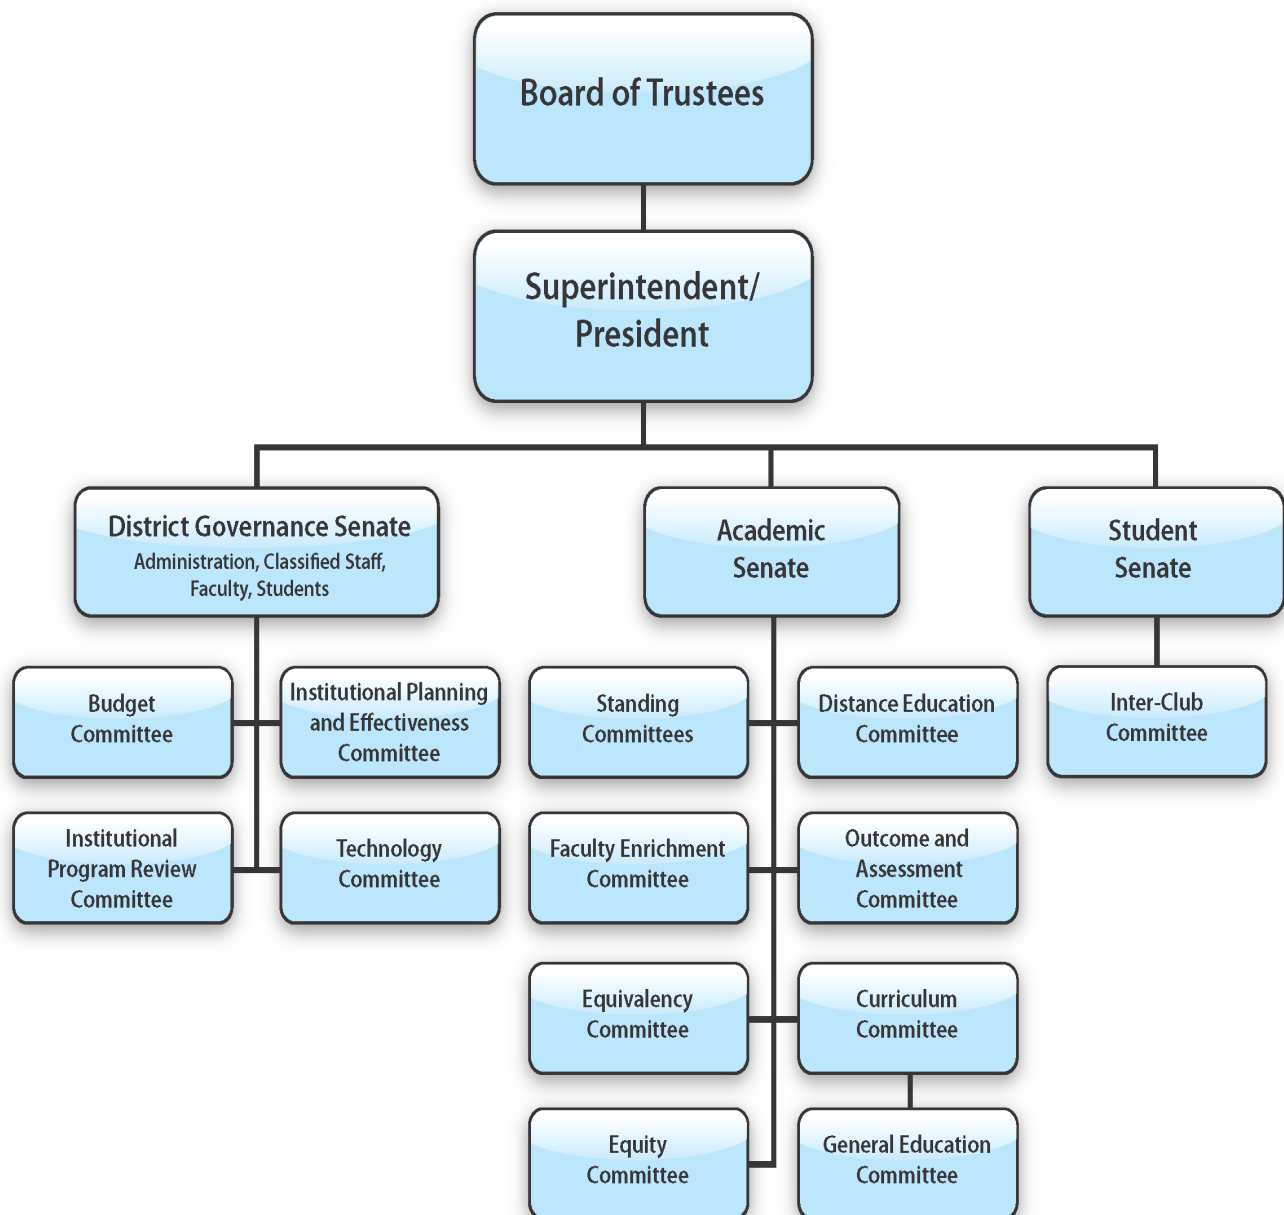 Board of Trustees
Superintendent/
President
District Governance Senate
Administration, Classified Staff,
Faculty, Students
Academic
Senate
Student
Senate
Budget
Committee
Institutional Planning
and Effectiveness
Committee
Standing
Committees
Distance Education
Committee
Inter-Club
Committee
Institutional
Program Review
Committee
Technology
Committee
Faculty Enrichment
Committee
Outcome and
Assessment
Committee
Equivalency
Committee
Curriculum
Committee
Equity
Committee
General Education
Committee